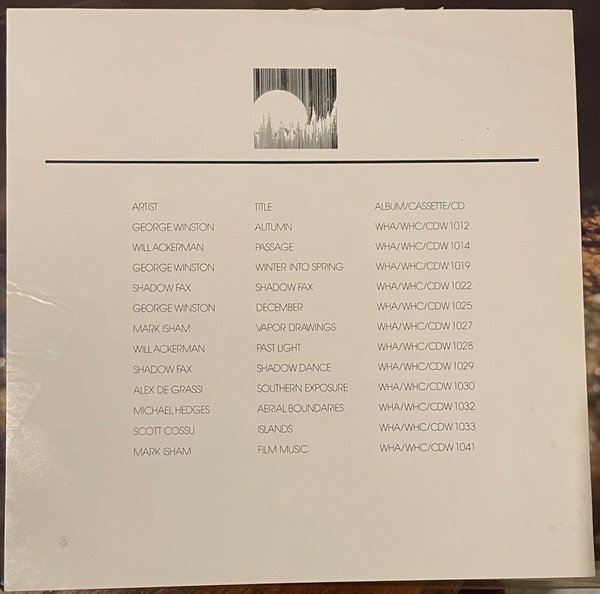 ARTIST TITLE ALBUM/CASSETTE/CD.
GEORGE WINSTON AUTUMN WHA/WHC/CDW 1012
WILL ACKERMAN PASSAGE WHA/WHC/CDW 1014
GEORGE WINSTON WINTER INTO SPRING WHA/WHC/CDW 1019
SHADOW FAX SHADOW FAX WHA/WHC/CDW 1022
GEORGE WINSTON DECEMBER WHA/WHC/CDW 1025
MARK ISHAM VAPOR DRAWINGS WHA/WHC/CDW 1027
WILL ACKERMAN PAST LIGHT WHA/WHC/CDW 1028
SHADOW FAX SHADOW DANCE WHA/WHC/CDW 1029
ALEX DE GRASSI SOUTHERN EXPOSURE WHA/WHC/CDW 1030
MICHAEL HEDGES AERIAL BOUNDARIES WHA/WHC/CDW 1032
SCOTT COSSU ISLANDS WHA/WHC/CDW 1033
MARK ISHAM FILM MUSIC WHA/WHC/CDW 1041